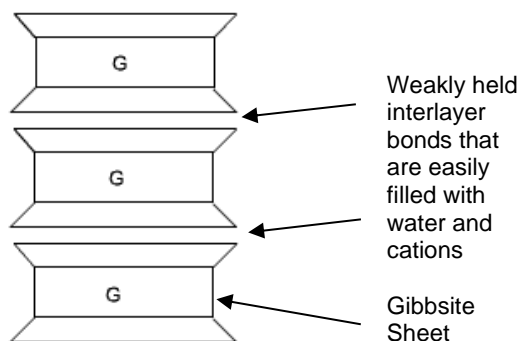 G
Weakly held
interlayer
bonds that
are easily
filled with
water and
cations
G
G
Gibbsite
Sheet